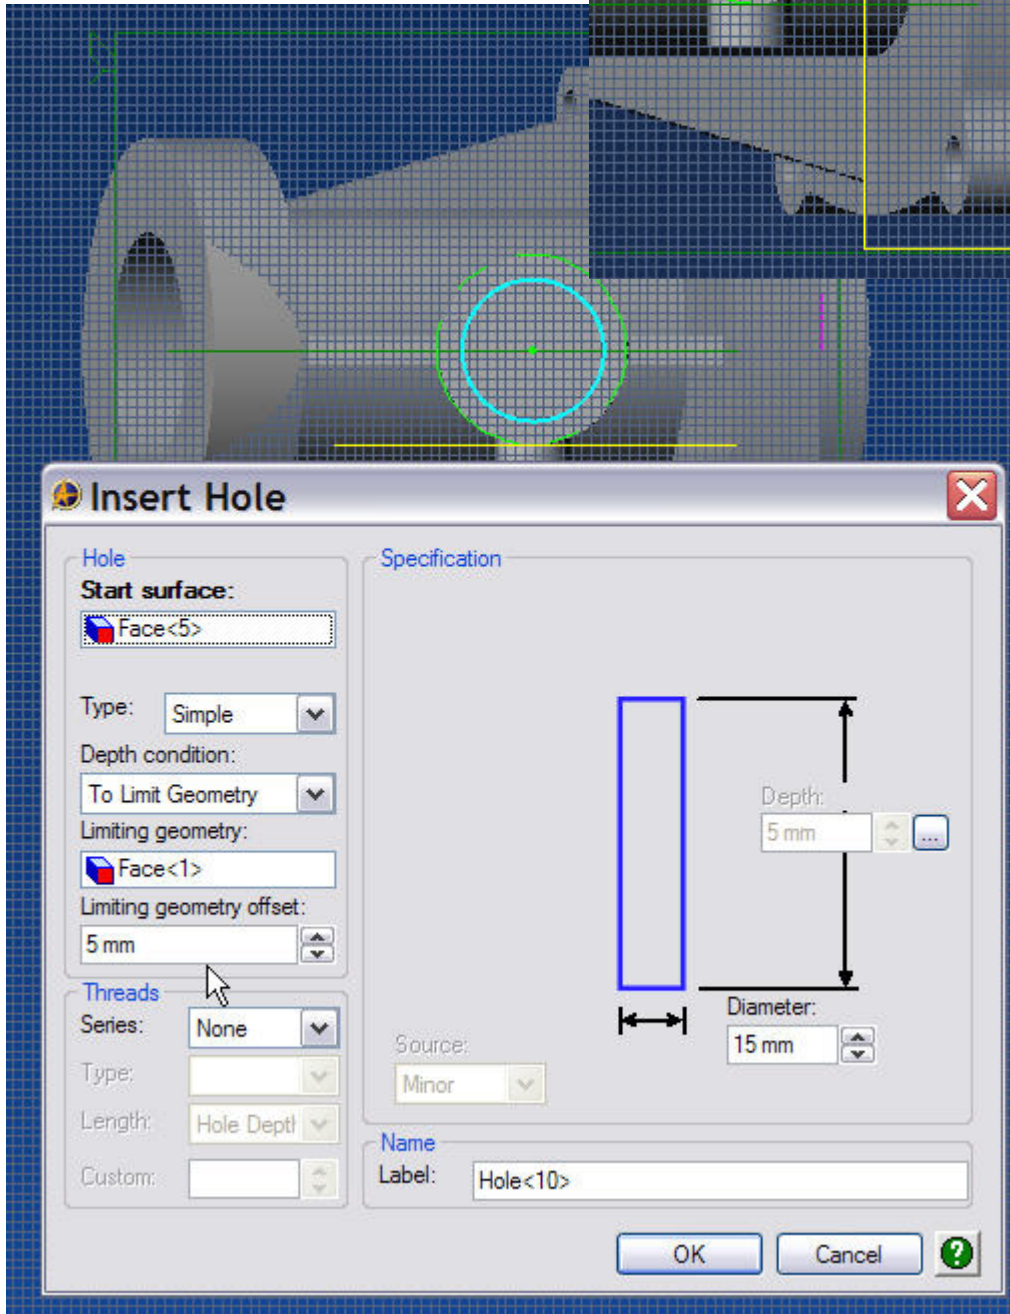 Insert Hole
Hole
Start surface:
Face<5>
Type:
Simple
Depth condition:
To Limit Geometry
Limiting geometry:
Face<1>
Limiting geometry offset:
5 mm
Threads
Series:
None
Type:
Length:
Hole Depth
Custom:
Specification
Depth:
5 mm
...
Diameter:
15 mm
Source:
Minor
Name
Label:
Hole<10>
OK
Cancel
?